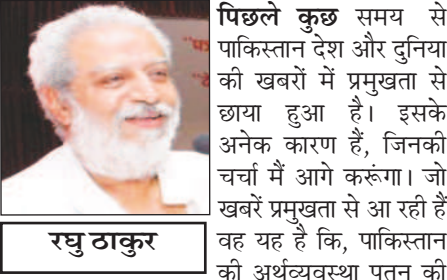 पिछले कुछ समय से
पाकिस्तान देश और दुनिया
की खबरों में प्रमुखता से
छाया हुआ है। इसके
अनेक कारण हैं, जिनकी
चर्चा मैं आगे करूंगा। जो
खबरें प्रमुखता से आ रही हैं
वह यह है कि, पाकिस्तान
की अर्थव्यवस्था पतन की
रघु ठाकुर